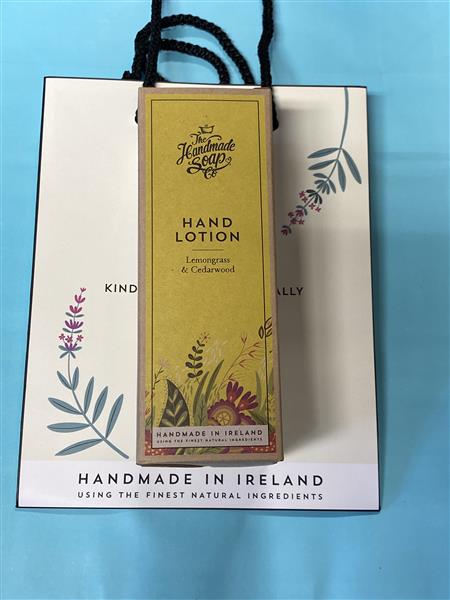 The
Handmade
Soap
Co
HAND
LOTION
Lemongrass
& Cedarwood
KIND
ALLY
HANDMADE IN IRELAND
USING THE FINEST NATURAL INGREDIENTS
HANDMADE IN IRELAND
USING THE FINEST NATURAL INGREDIENTS